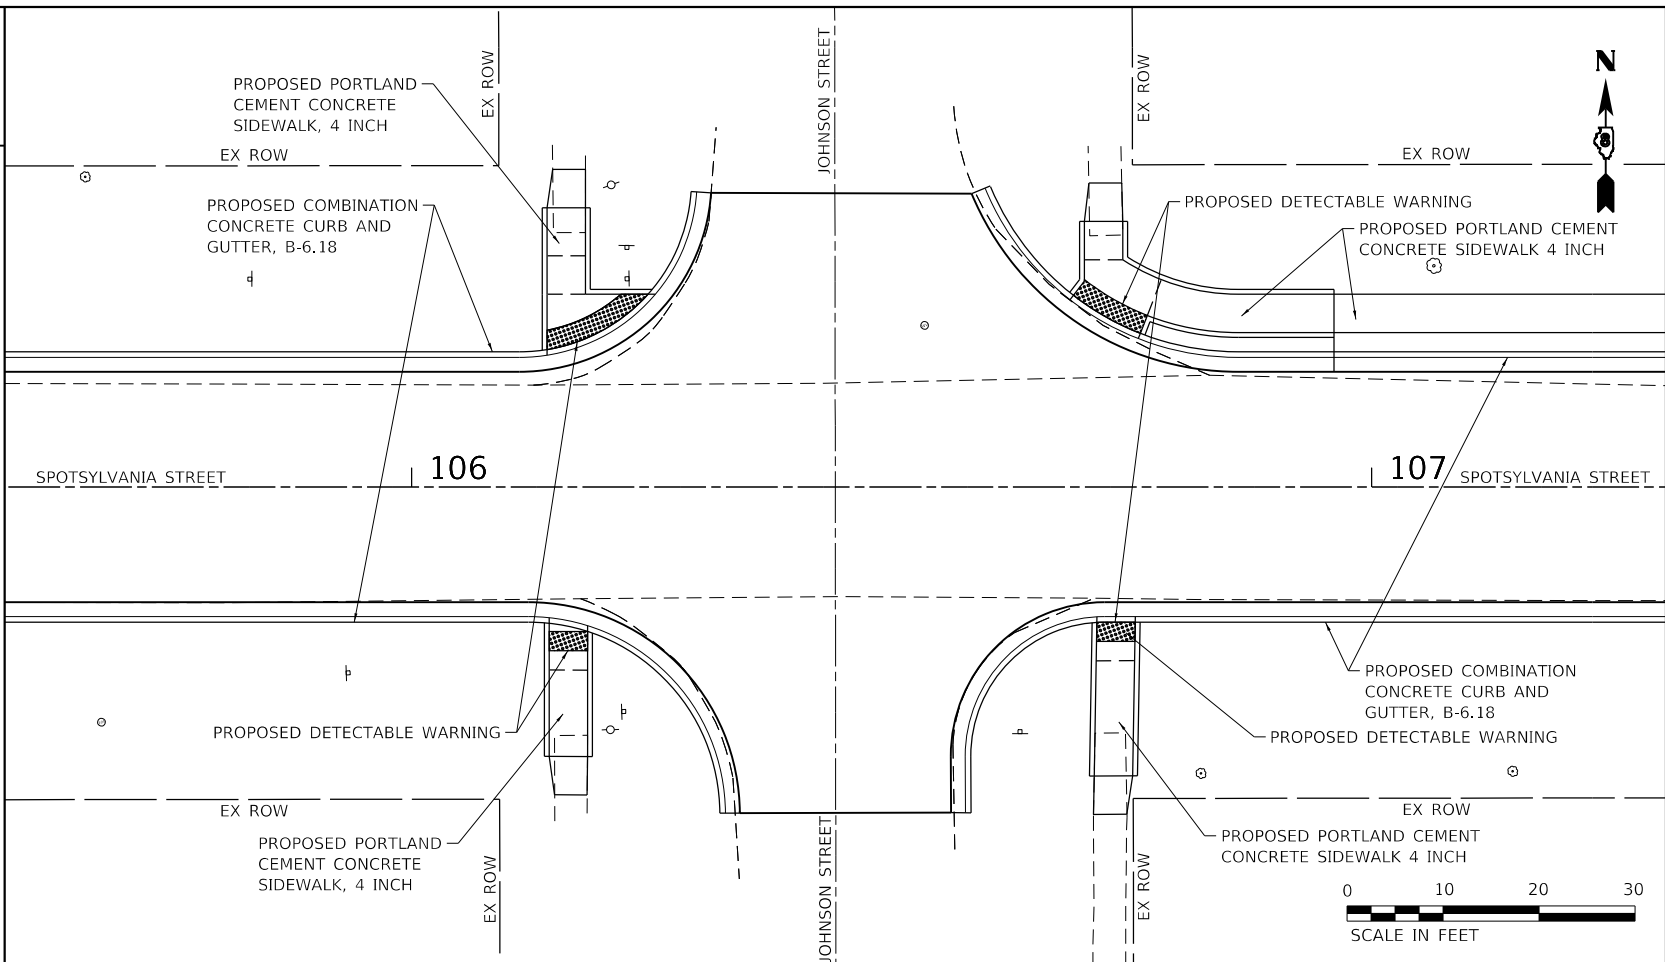 PROPOSED PORTLAND
CEMENT CONCRETE
SIDEWALK, 4 INCH
EX ROW
JOHNSON STREET
EX ROW
N
8
EX ROW
EX ROW
PROPOSED COMBINATION
CONCRETE CURB AND
GUTTER, B-6.18
PROPOSED DETECTABLE WARNING
PROPOSED PORTLAND CEMENT
CONCRETE SIDEWALK 4 INCH
SPOTSYLVANIA STREET
106
107
SPOTSYLVANIA STREET
PROPOSED COMBINATION
CONCRETE CURB AND
GUTTER, B-6.18
PROPOSED DETECTABLE WARNING
PROPOSED DETECTABLE WARNING
EX ROW
EX ROW
PROPOSED PORTLAND
CEMENT CONCRETE
SIDEWALK, 4 INCH
EX ROW
JOHNSON STREET
EX ROW
PROPOSED PORTLAND CEMENT
CONCRETE SIDEWALK 4 INCH
0 10 20 30
SCALE IN FEET